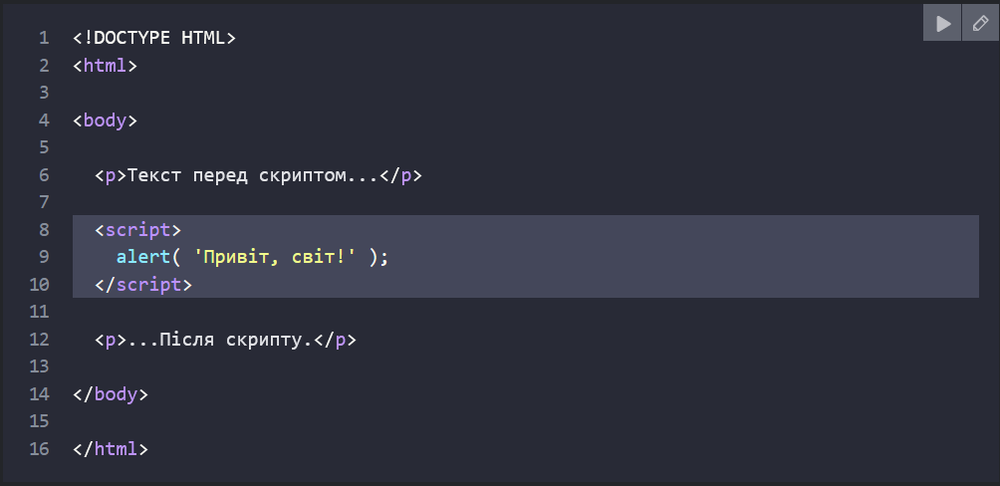 1 <!DOCTYPE HTML>
2 <html>
3
4 <body>
5
6 <p>Текст перед скриптом...</p>
7
8 <script>
9 alert( 'Привіт, світ!' );
10 </script>
11
12 <p>...Після скрипту.</p>
13
14 </body>
15
16 </html>